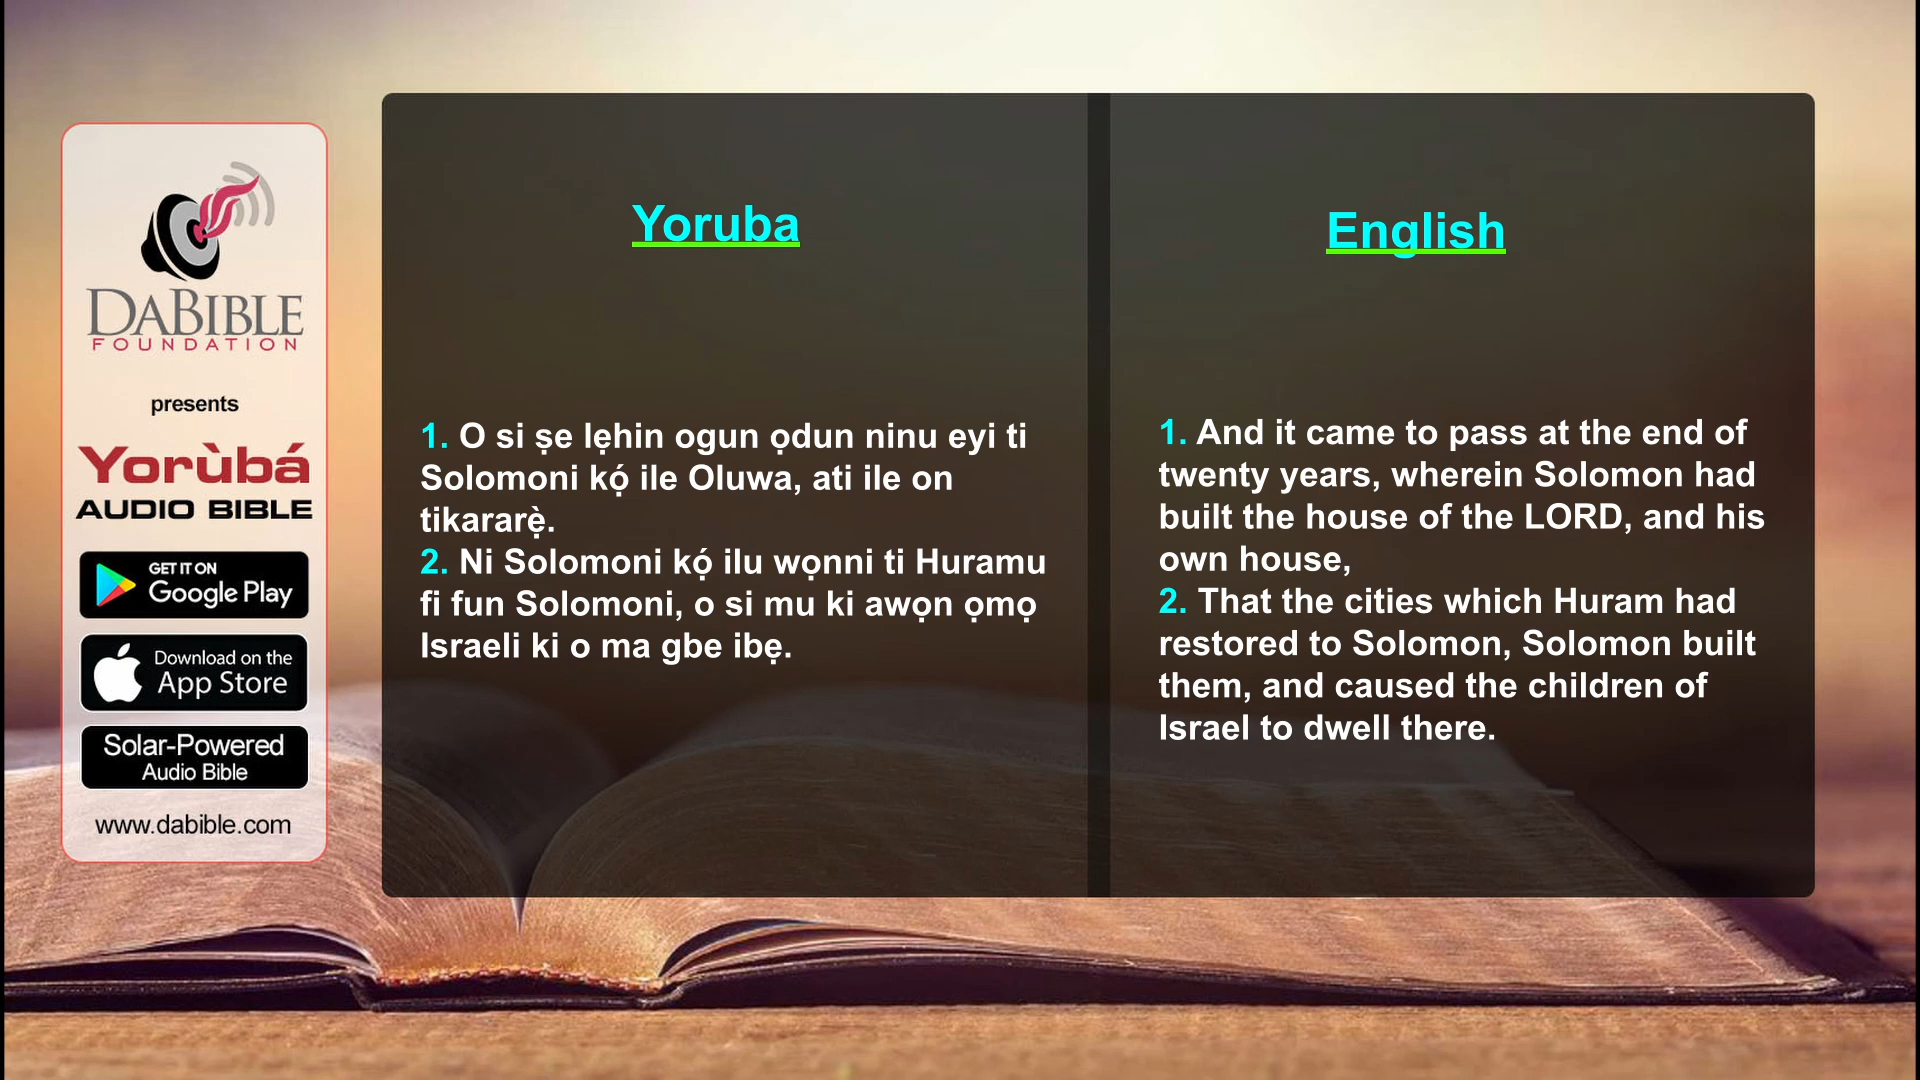 DABIBLE
FOUNDATION
presents
Yorùbá
AUDIO BIBLE
GET IT ON
Google Play
Download on the
App Store
Solar-Powered
Audio Bible
www.dabible.com
Yoruba
1. O si ṣe lẹhin ogun ọdun ninu eyi ti
Solomoni kọ́ ile Oluwa, ati ile on
tikararẹ̀.
2. Ni Solomoni kọ́ ilu wọnni ti Huramu
fi fun Solomoni, o si mu ki awọn ọmọ
Israeli ki o ma gbe ibẹ.
English
1. And it came to pass at the end of
twenty years, wherein Solomon had
built the house of the LORD, and his
own house,
2. That the cities which Huram had
restored to Solomon, Solomon built
them, and caused the children of
Israel to dwell there.